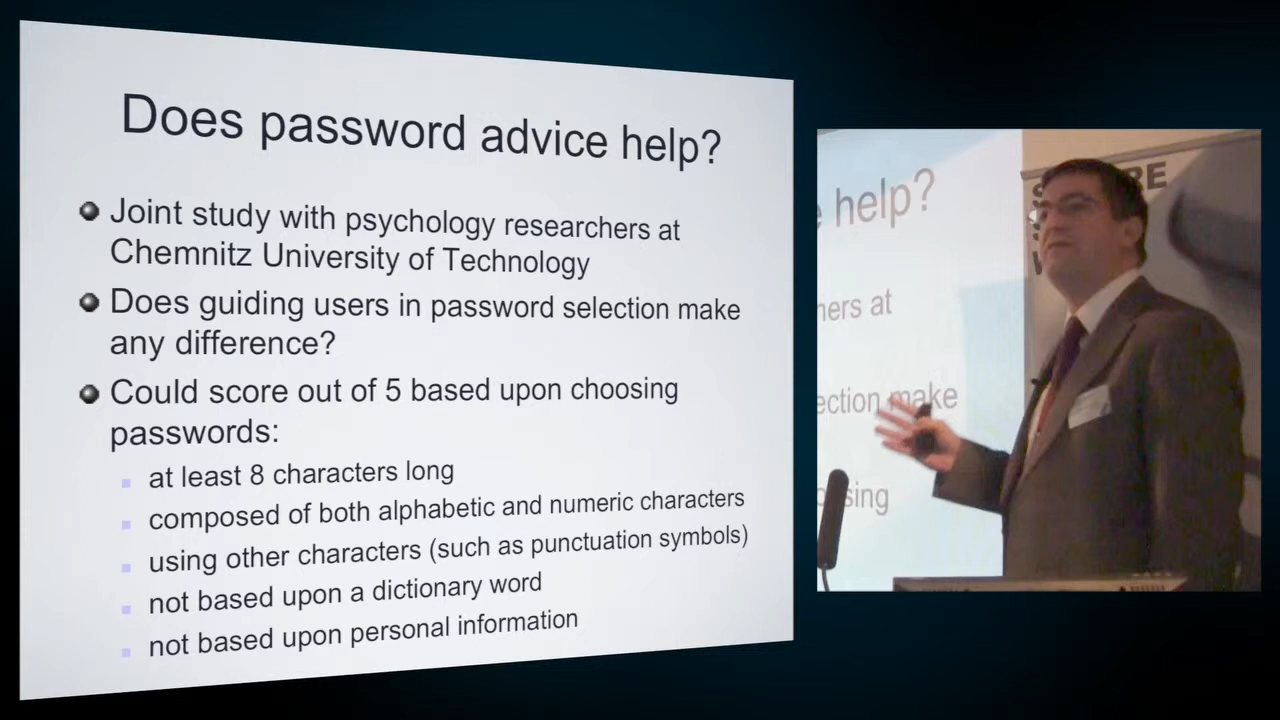 Does password advice help?
Joint study with psychology researchers at
Chemnitz University of Technology
Does guiding users in password selection make
any difference?
Could score out of 5 based upon choosing
passwords:
at least 8 characters long
composed of both alphabetic and numeric characters
using other characters (such as punctuation symbols)
not based upon a dictionary word
not based upon personal information
e help?
ners at
ection make
sing